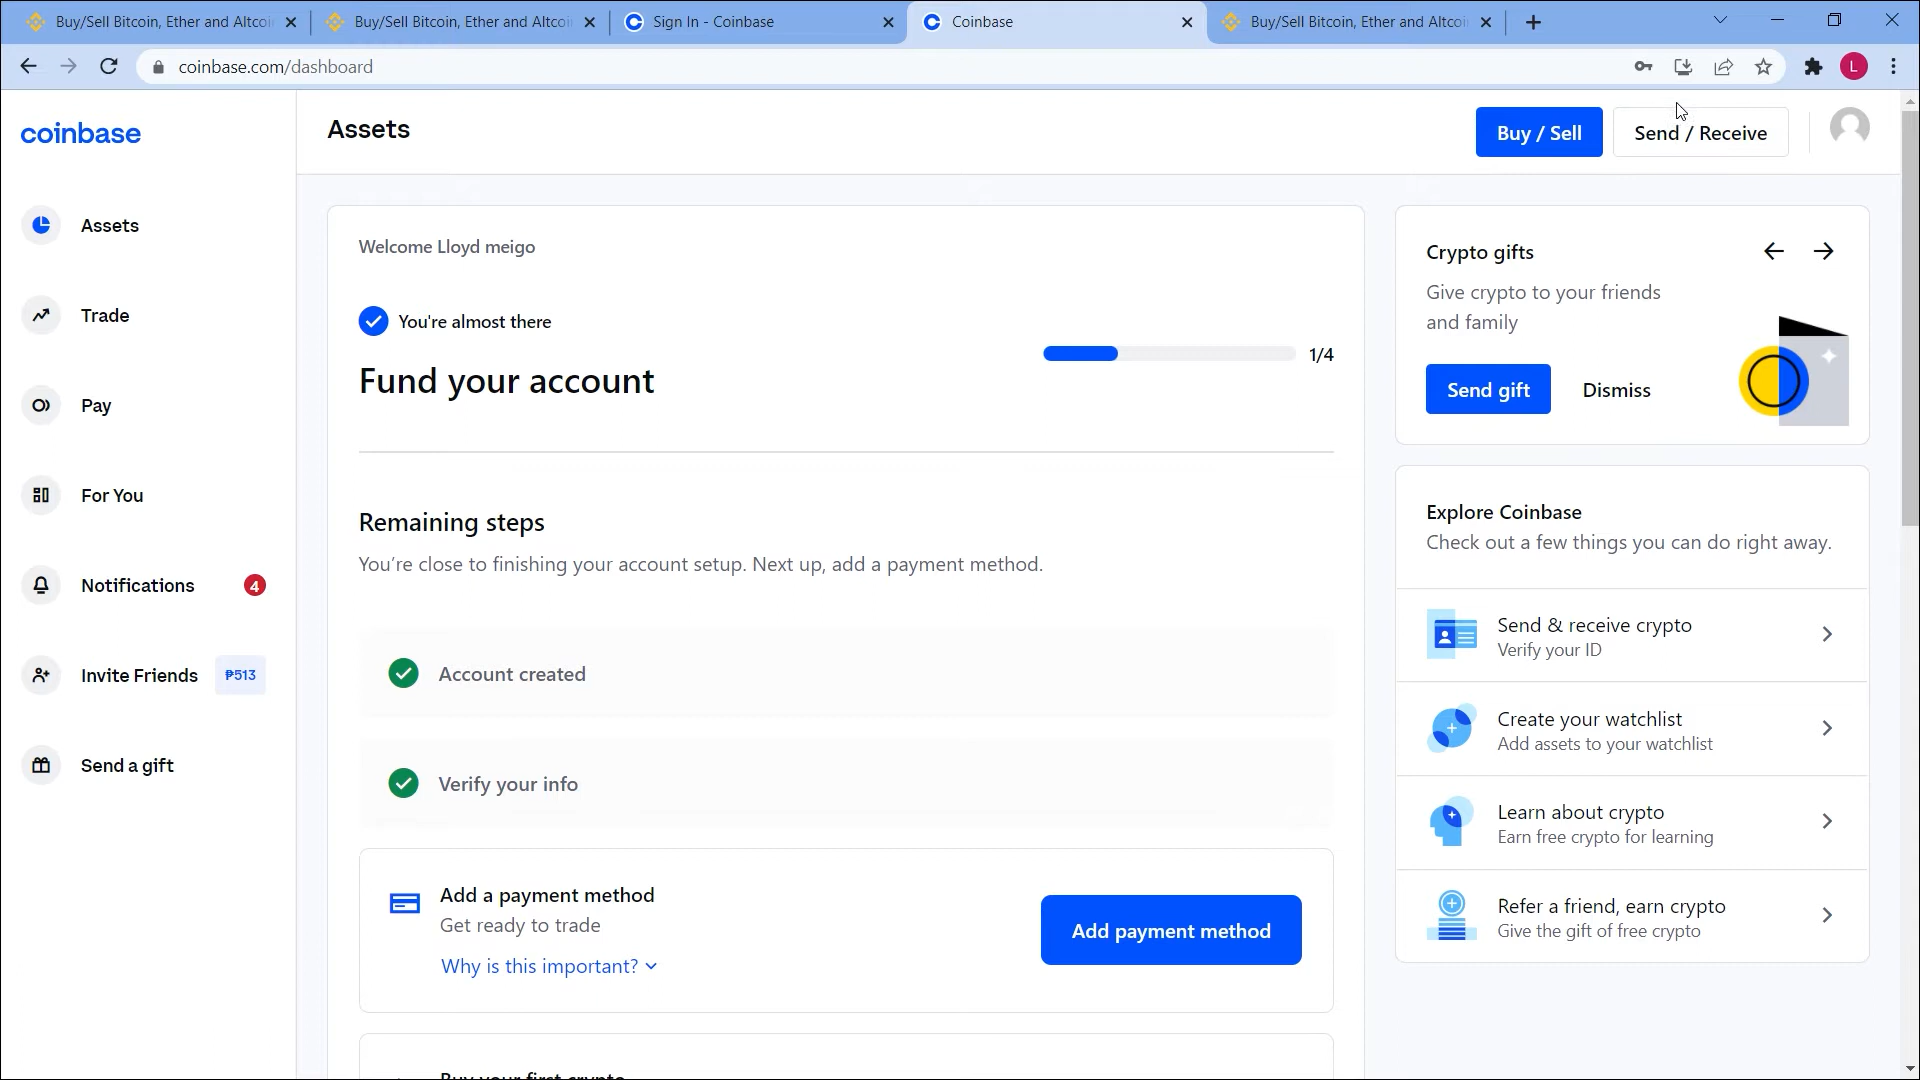 Buy/Sell Bitcoin, Ether and Altcoi
Buy/Sell Bitcoin, Ether and Altcoi
Sign In - Coinbase
Coinbase
Buy/Sell Bitcoin, Ether and Altcoi
coinbase.com/dashboard
L
coinbase
Assets
Trade
Pay
For You
Notifications
4
Invite Friends
₱513
Send a gift
Assets
Buy / Sell
Send / Receive
Welcome Lloyd meigo
You're almost there
Fund your account
1/4
Remaining steps
You’re close to finishing your account setup. Next up, add a payment method.
Account created
Verify your info
Add a payment method
Get ready to trade
Why is this important?
Add payment method
Buy your first crypto
Crypto gifts
Give crypto to your friends
and family
Send gift
Dismiss
Explore Coinbase
Check out a few things you can do right away.
Send & receive crypto
Verify your ID
Create your watchlist
Add assets to your watchlist
Learn about crypto
Earn free crypto for learning
Refer a friend, earn crypto
Give the gift of free crypto